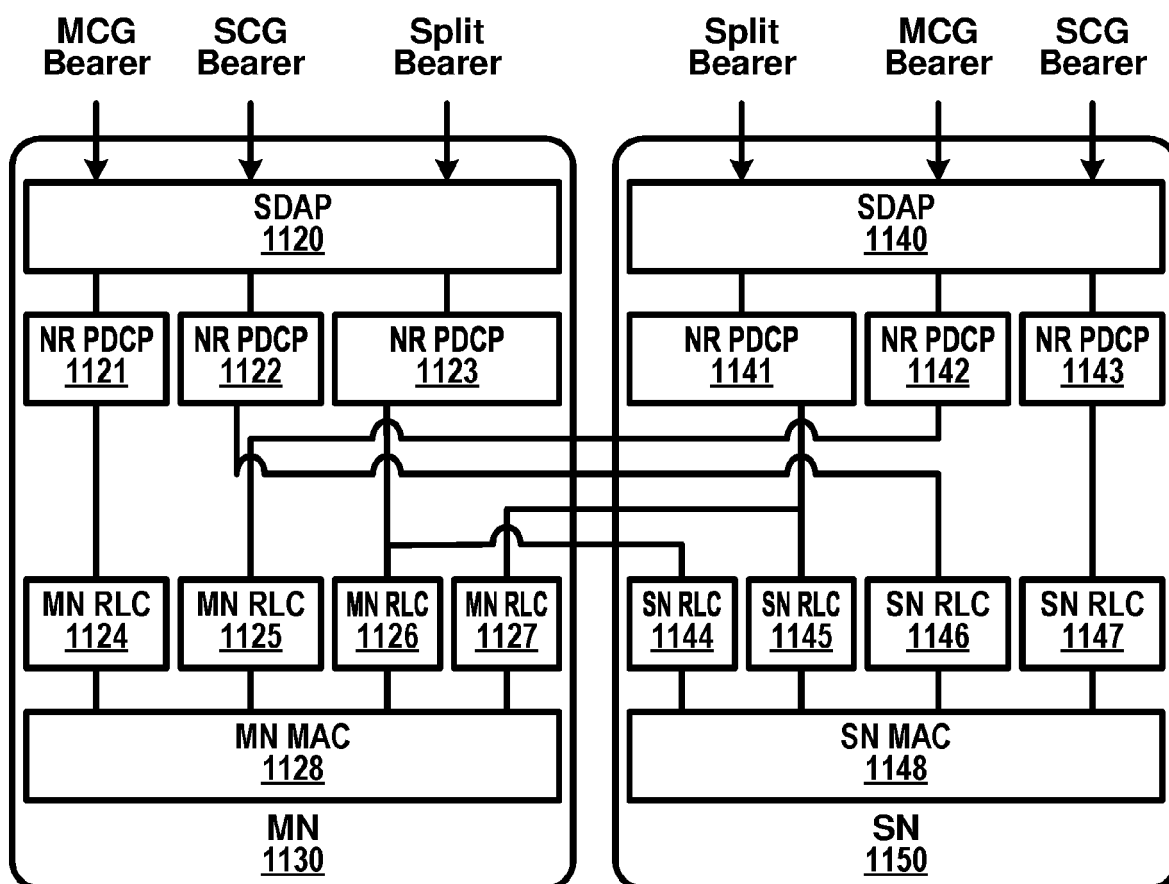 MCG Bearer
SCG Bearer
Split Bearer
Split Bearer
MCG Bearer
SCG Bearer
SDAP
1120
SDAP
1140
NR PDCP
1121
NR PDCP
1122
NR PDCP
1123
NR PDCP
1141
NR PDCP
1142
NR PDCP
1143
MN RLC
1124
MN RLC
1125
MN RLC
1126
MN RLC
1127
SN RLC
1144
SN RLC
1145
SN RLC
1146
SN RLC
1147
MN MAC
1128
SN MAC
1148
MN
1130
SN
1150